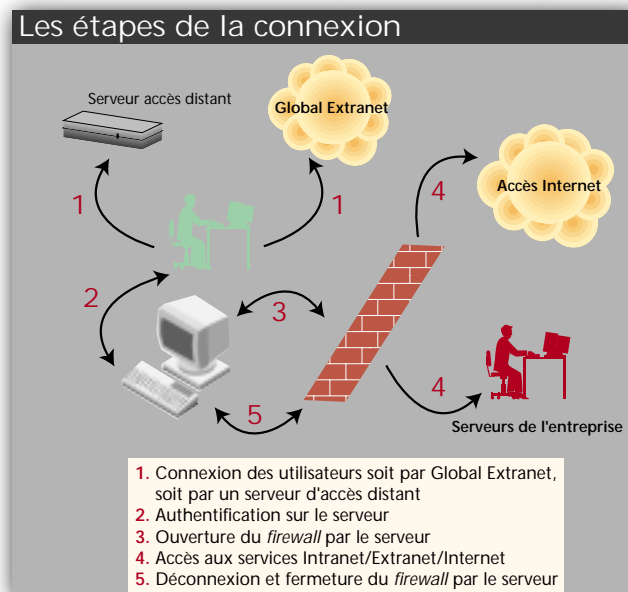 Les étapes de la connexion
Serveur accès distant
Global Extranet
Accès Internet
1
1
4
2
3
4
5
Serveurs de l'entreprise
1. Connexion des utilisateurs soit par Global Extranet,
soit par un serveur d'accès distant
2. Authentification sur le serveur
3. Ouverture du firewall par le serveur
4. Accès aux services Intranet/Extranet/Internet
5. Déconnexion et fermeture du firewall par le serveur